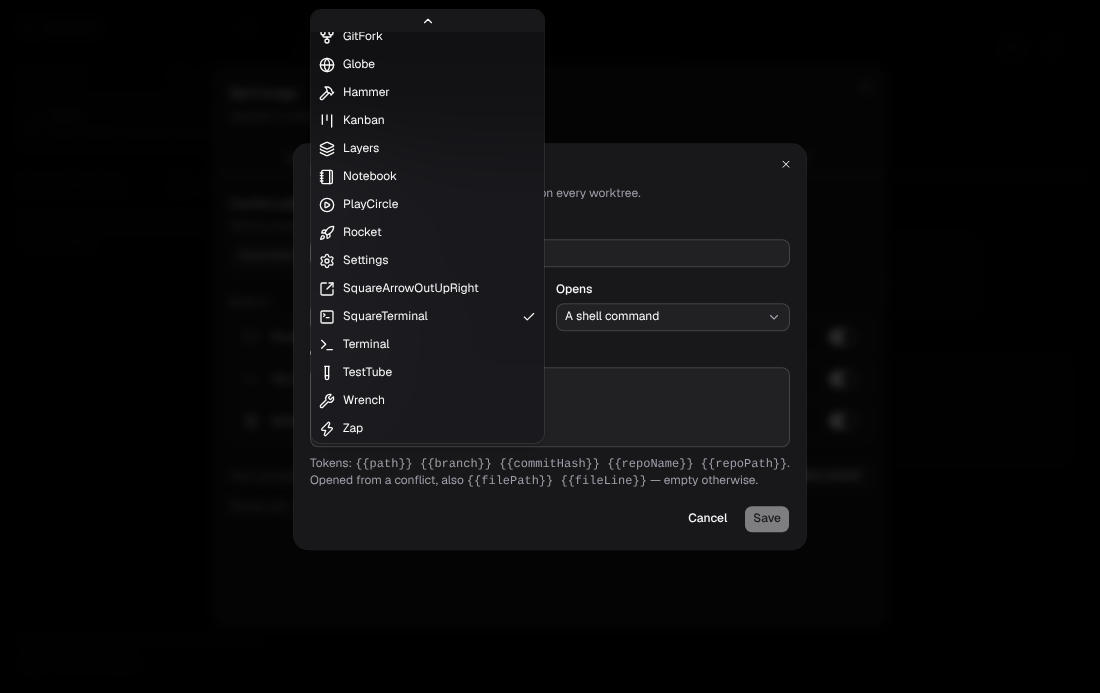 GitFork
Globe
Hammer
Kanban
Layers
Notebook
PlayCircle
Rocket
Settings
SquareArrowOutUpRight
SquareTerminal
Terminal
TestTube
Wrench
Zap
on every worktree.
Opens
A shell command
Tokens: {{path}} {{branch}} {{commitHash}} {{repoName}} {{repoPath}}.
Opened from a conflict, also {{filePath}} {{fileLine}} — empty otherwise.
Cancel
Save